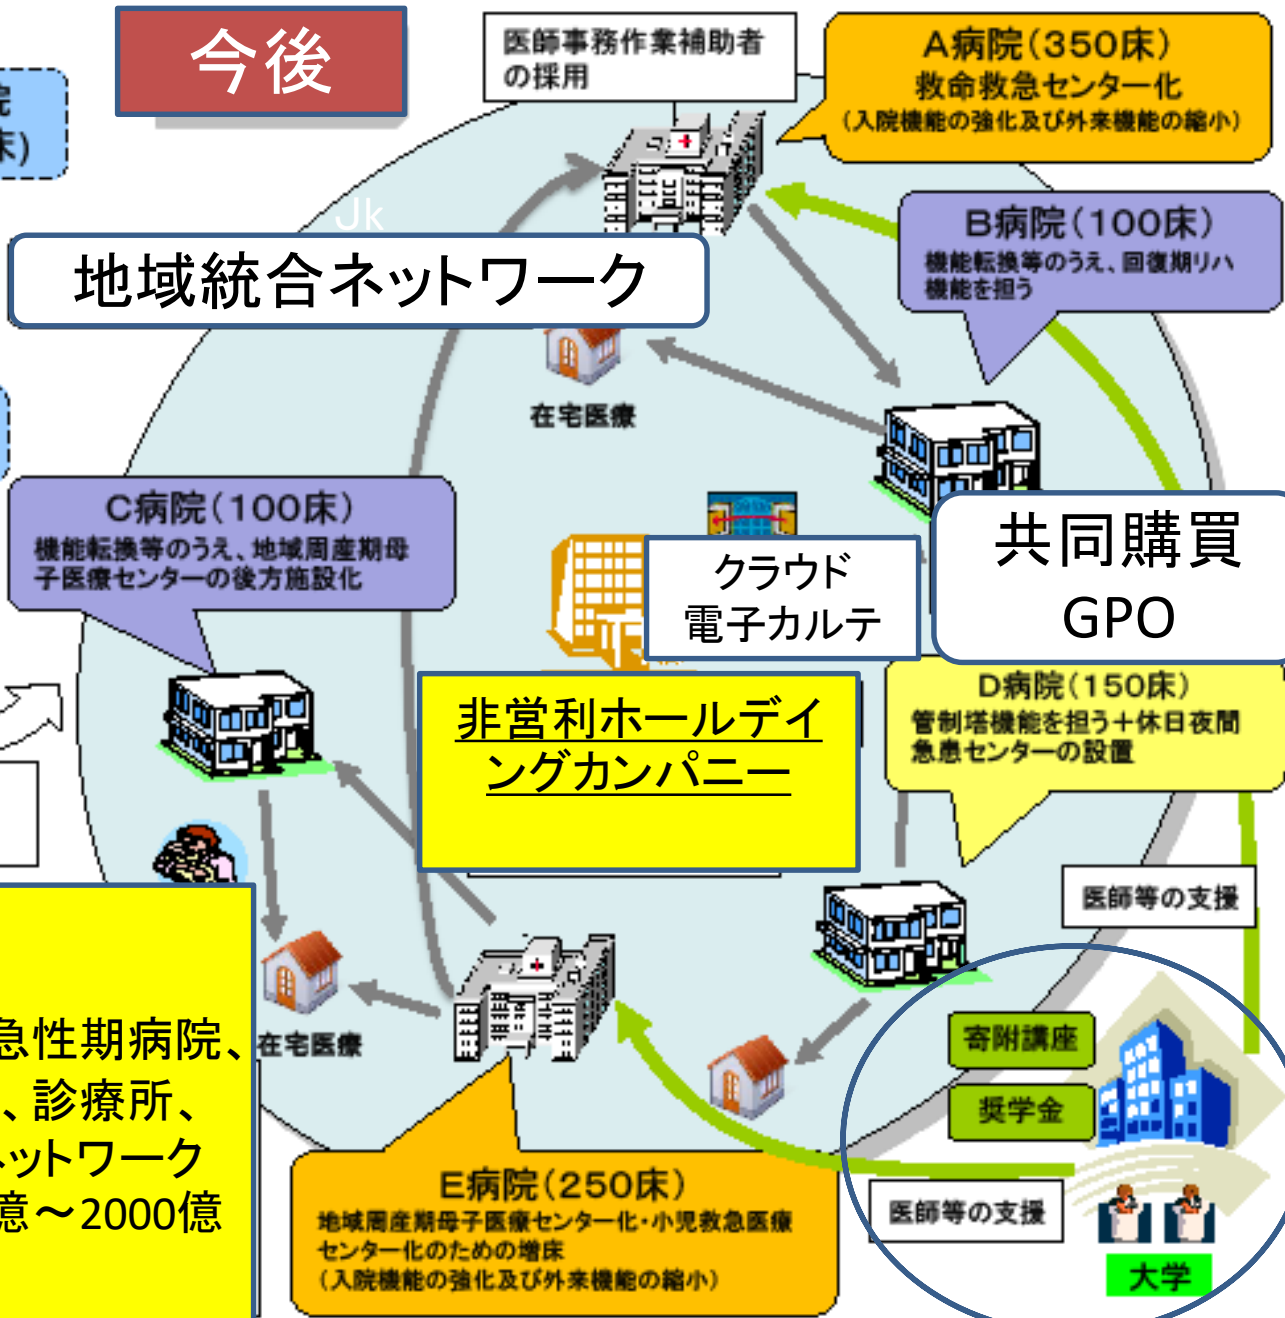 今後
医師事務作業補助者
の採用
A病院(350床)
救命救急センター化
(入院機能の強化及び外来機能の縮小)
院
床)
Jk
地域統合ネットワーク
B病院(100床)
機能転換等のうえ、回復期リハ
機能を担う
在宅医療
C病院(100床)
機能転換等のうえ、地域周産期母
子医療センターの後方施設化
クラウド
電子カルテ
共同購買
GPO
非営利ホールデイ
ングカンパニー
D病院(150床)
管制塔機能を担う+休日夜間
急患センターの設置
医師等の支援
急性期病院、
、診療所、
ネットワーク
億～2000億
在宅医療
寄附講座
奨学金
医師等の支援
大学
E病院(250床)
地域周産期母子医療センター化・小児救急医療
センター化のための増床
(入院機能の強化及び外来機能の縮小)